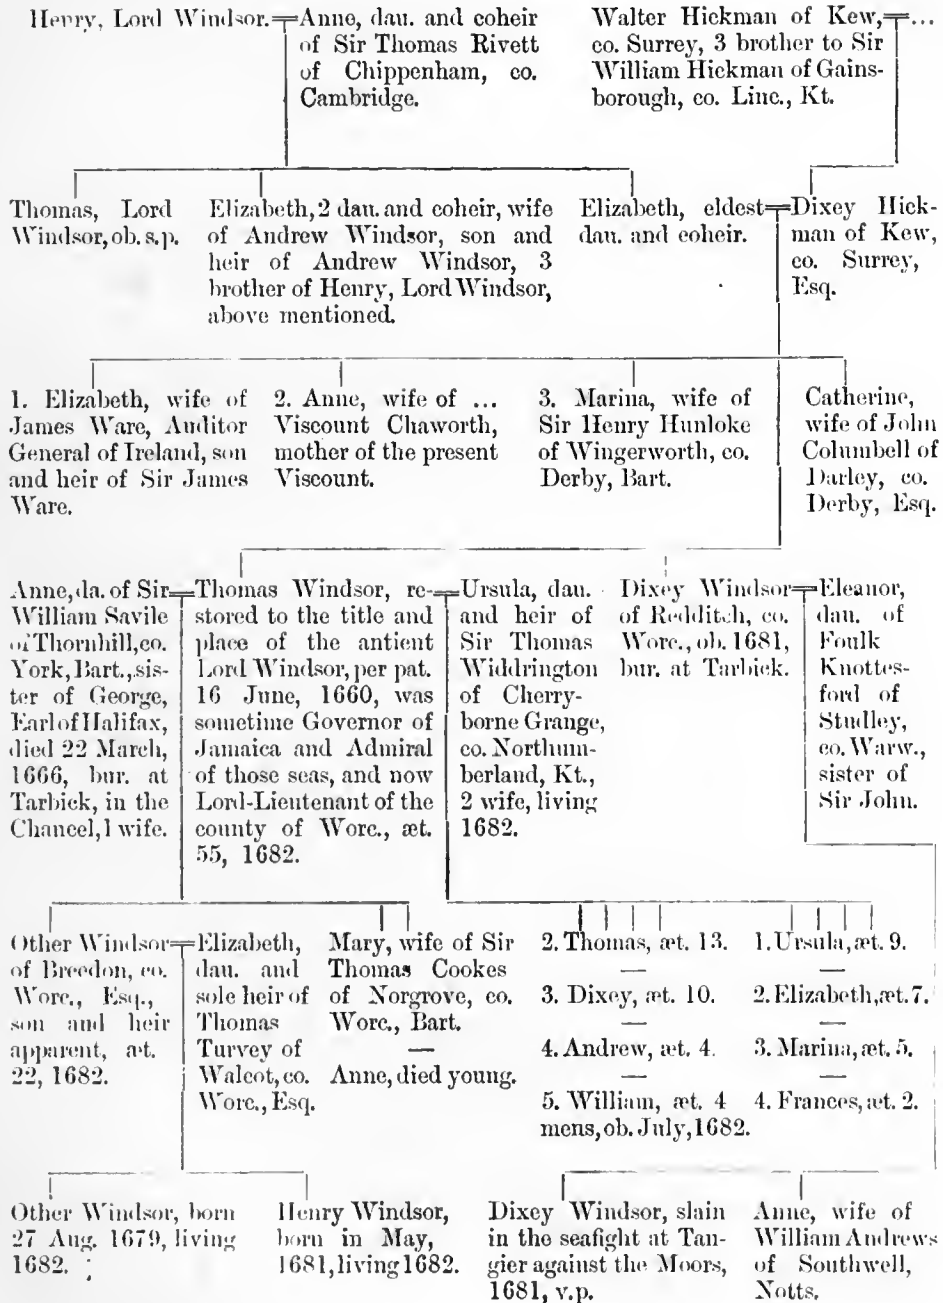 Henry, Lord Windsor.
Anne, dau. and coheir
of Sir Thomas Rivett
of Chippenham, co.
Cambridge.
Walter Hickman of Kew,
co. Surrey, 3 brother to Sir
William Hickman of Gains-
borough, co. Linc., Kt.
...
Thomas, Lord
Windsor, ob. s.p.
Elizabeth, 2 dau. and coheir, wife
of Andrew Windsor, son and
heir of Andrew Windsor, 3
brother of Henry, Lord Windsor,
above mentioned.
Elizabeth, eldest
dau. and coheir.
Dixey Hick-
man of Kew,
co. Surrey,
Esq.
1. Elizabeth, wife of
James Ware, Auditor
General of Ireland, son
and heir of Sir James
Ware.
2. Anne, wife of ...
Viscount Chaworth,
mother of the present
Viscount.
3. Marina, wife of
Sir Henry Hunloke
of Wingerworth, co.
Derby, Bart.
Catherine,
wife of John
Columbell of
Darley, co.
Derby, Esq.
Anne, da. of Sir
William Savile
of Thornhill, co.
York, Bart., sis-
ter of George,
Earl of Halifax,
died 22 March,
1666, bur. at
Tarbick, in the
Chancel, 1 wife.
Thomas Windsor, re-
stored to the title and
place of the antient
Lord Windsor, per pat.
16 June, 1660, was
sometime Governor of
Jamaica and Admiral
of those seas, and now
Lord-Lieutenant of the
county of Worc., æt.
55, 1682.
Ursula, dau.
and heir of
Sir Thomas
Widdrington
of Cherry-
borne Grange,
co. Northum-
berland, Kt.,
2 wife, living
1682.
Dixey Windsor
of Redditch, co.
Worc., ob. 1681,
bur. at Tarbick.
Eleanor,
dau. of
Foulk
Knottes-
ford of
Studley,
co. Warw.,
sister of
Sir John.
Other Windsor
of Breedon, co.
Worc., Esq.,
son and heir
apparent, æt.
22, 1682.
Elizabeth,
dau. and
sole heir of
Thomas
Turvey of
Walcot, co.
Worc., Esq.
Mary, wife of Sir
Thomas Cookes
of Norgrove, co.
Worc., Bart.
—
Anne, died young.
2. Thomas, æt. 13.
—
3. Dixey, æt. 10.
—
4. Andrew, æt. 4.
—
5. William, æt. 4
mens, ob. July, 1682.
1. Ursula, æt. 9.
—
2. Elizabeth, æt. 7.
—
3. Marina, æt. 5.
—
4. Frances, æt. 2.
Other Windsor, born
27 Aug. 1679, living
1682.
Henry Windsor,
born in May,
1681, living 1682.
Dixey Windsor, slain
in the seafight at Tan-
gier against the Moors,
1681, v.p.
Anne, wife of
William Andrews
of Southwell,
Notts.